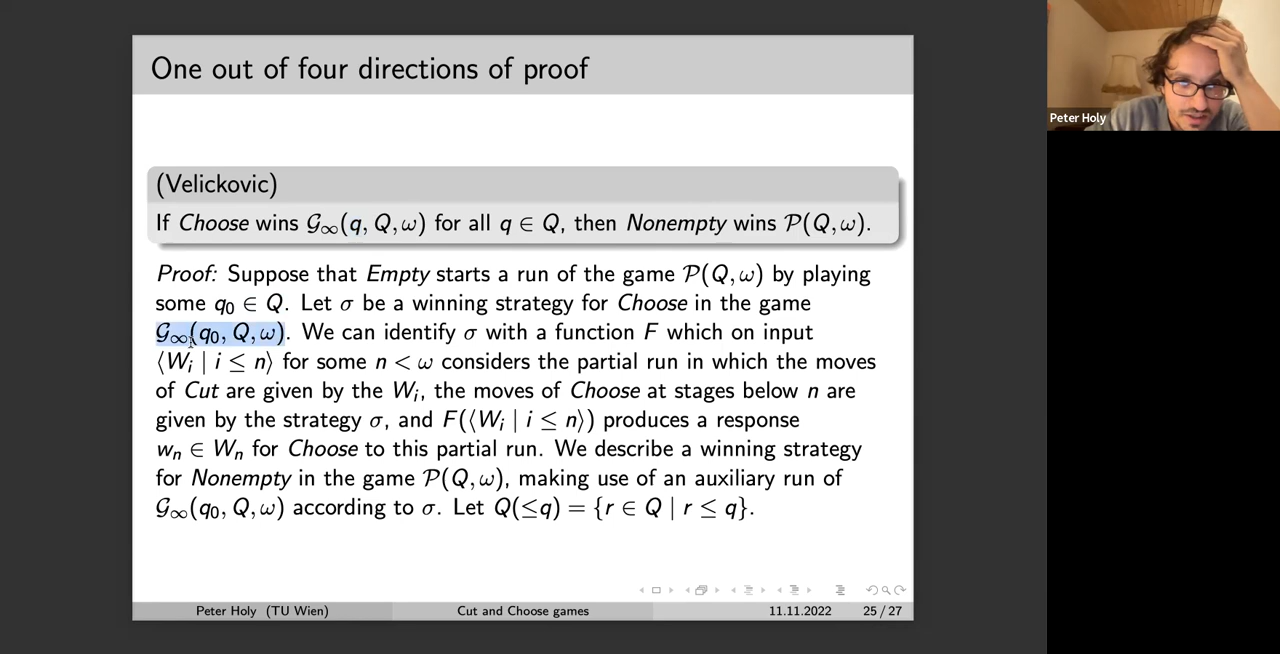 One out of four directions of proof
Peter Holy
(Velickovic)
If Choose wins 𝒢∞(q, Q, ω) for all q ∈ Q, then Nonempty wins 𝒫(Q, ω).
Proof: Suppose that Empty starts a run of the game 𝒫(Q, ω) by playing
some q₀ ∈ Q. Let σ be a winning strategy for Choose in the game
𝒢∞(q₀, Q, ω). We can identify σ with a function F which on input
⟨Wᵢ | i ≤ n⟩ for some n < ω considers the partial run in which the moves
of Cut are given by the Wᵢ, the moves of Choose at stages below n are
given by the strategy σ, and F(⟨Wᵢ | i ≤ n⟩) produces a response
wₙ ∈ Wₙ for Choose to this partial run. We describe a winning strategy
for Nonempty in the game 𝒫(Q, ω), making use of an auxiliary run of
𝒢∞(q₀, Q, ω) according to σ. Let Q(≤q) = {r ∈ Q | r ≤ q}.
Peter Holy (TU Wien) Cut and Choose games 11.11.2022 25 / 27